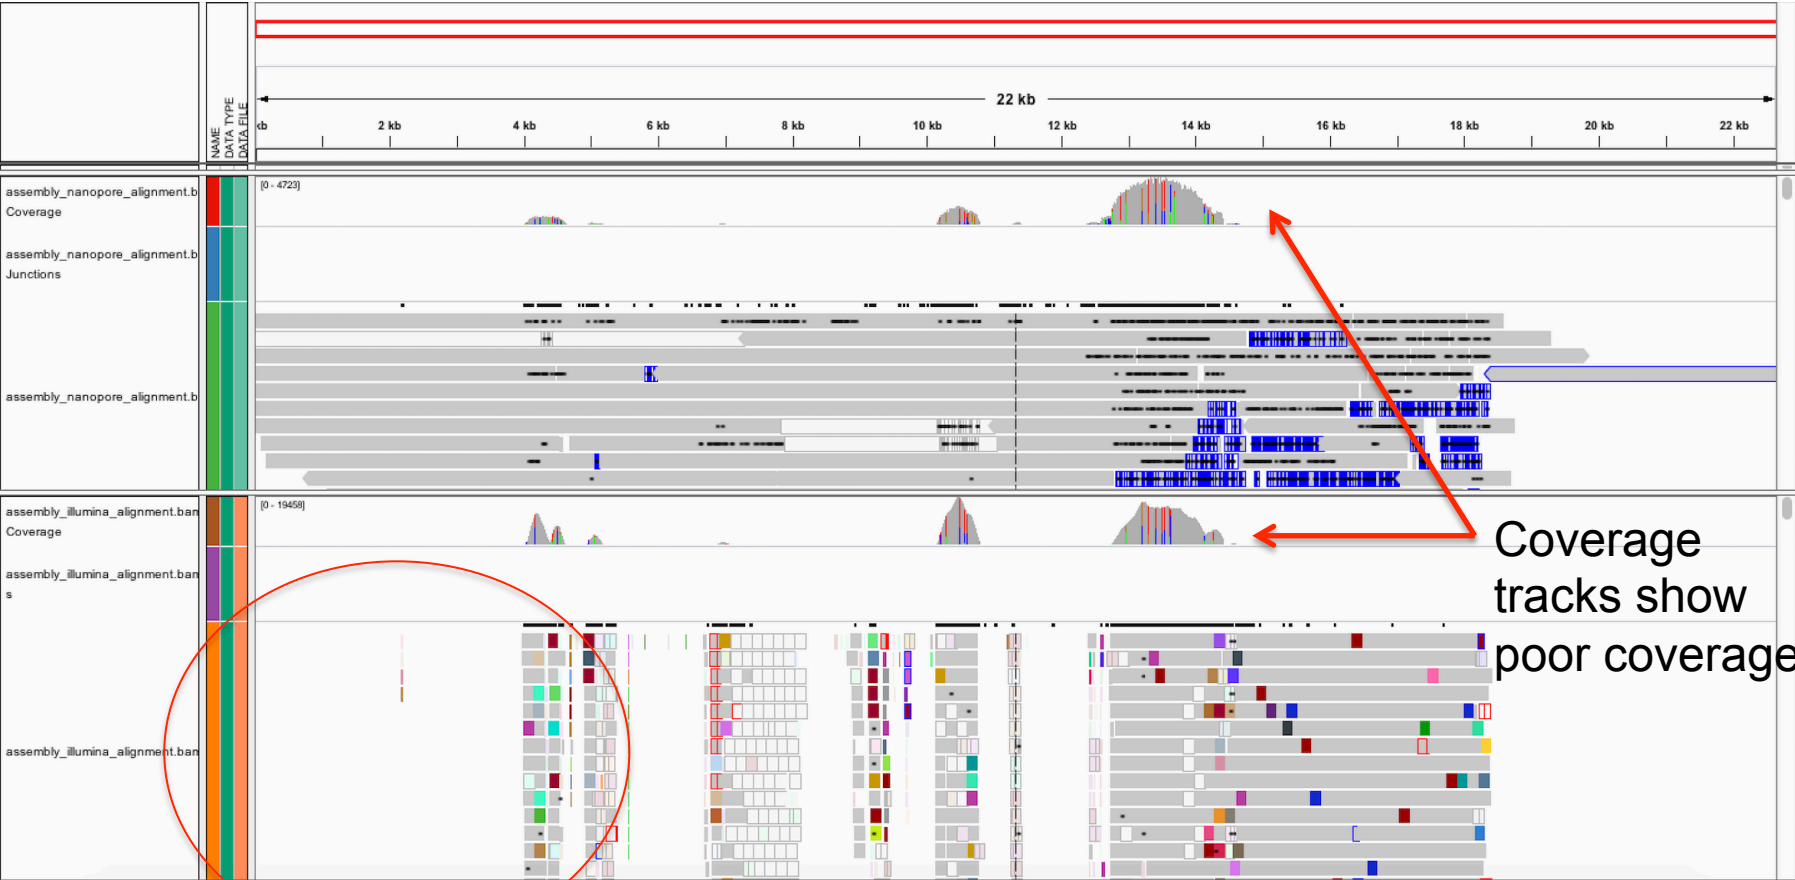 22 kb
kb
2 kb
4 kb
6 kb
8 kb
10 kb
12 kb
14 kb
16 kb
18 kb
20 kb
22 kb
NAME
DATA TYPE
DATA FILE
assembly_nanopore_alignment.b
Coverage
[0 - 4723]
assembly_nanopore_alignment.b
Junctions
assembly_nanopore_alignment.b
assembly_illumina_alignment.bam
Coverage
[0 - 19458]
assembly_illumina_alignment.bam
s
assembly_illumina_alignment.bam
Coverage
tracks show
poor coverage